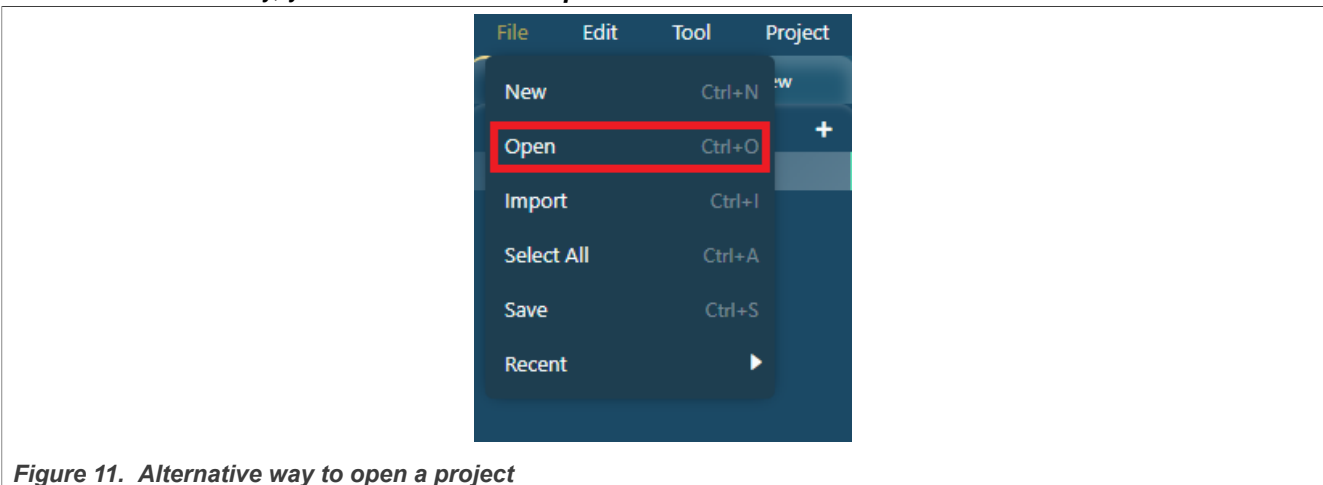 File Edit Tool Project
New Ctrl+N ew
Open Ctrl+O +
Import Ctrl+I
Select All Ctrl+A
Save Ctrl+S
Recent
Figure 11. Alternative way to open a project